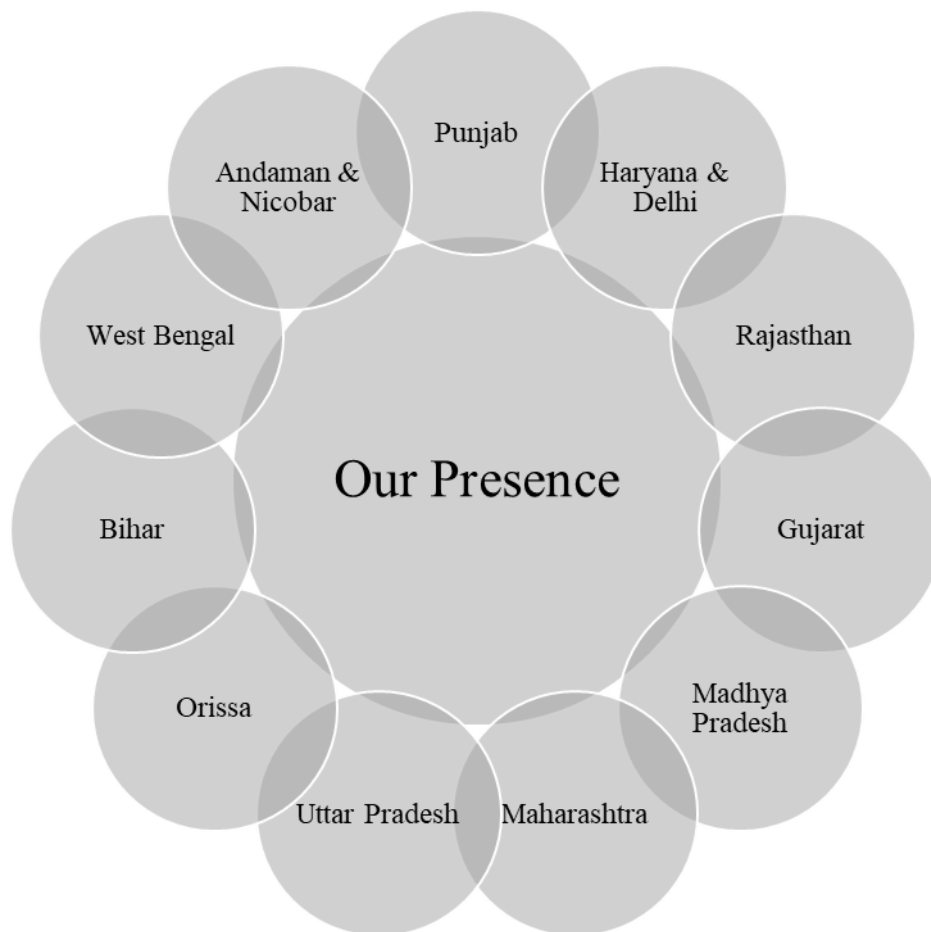 Punjab
Haryana &
Delhi
Rajasthan
Gujarat
Madhya
Pradesh
Maharashtra
Uttar Pradesh
Orissa
Bihar
West Bengal
Andaman &
Nicobar
Our Presence